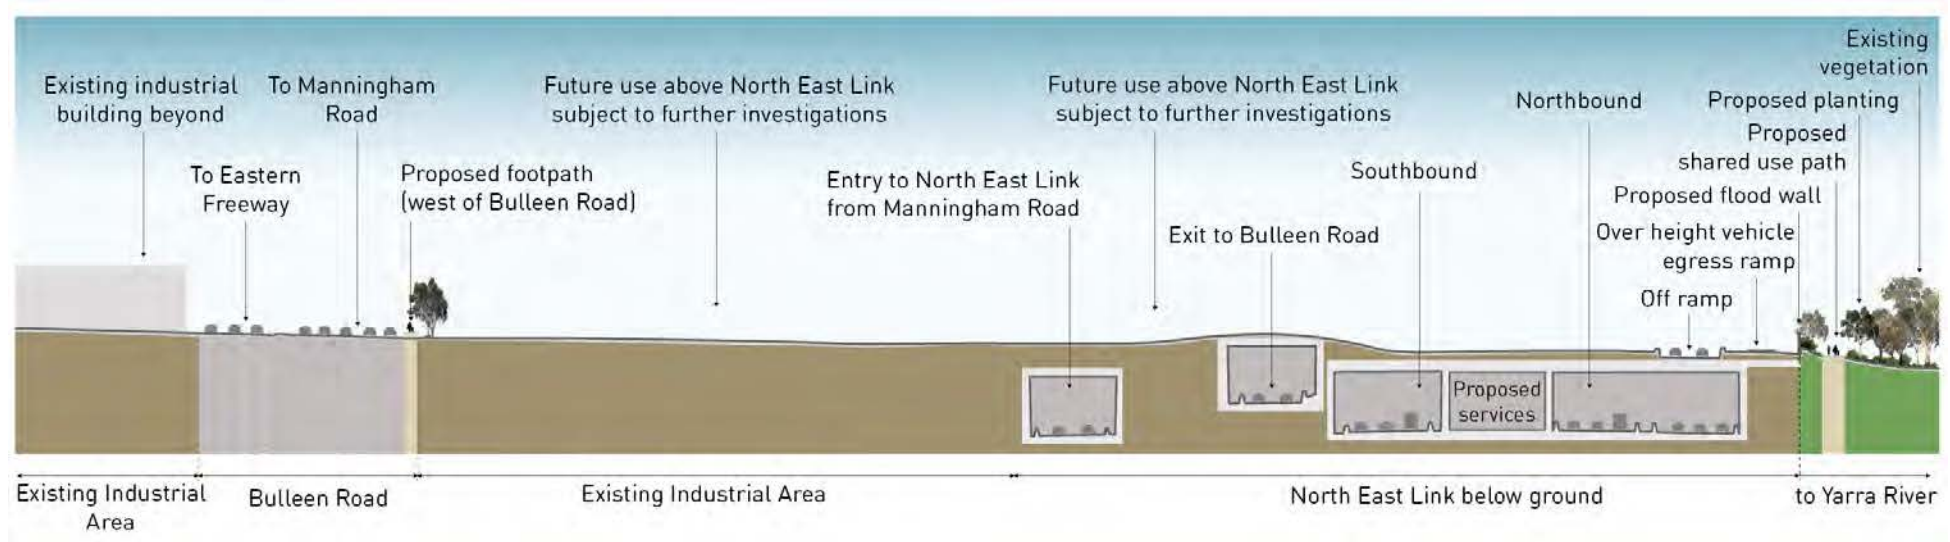 Existing industrial
building beyond
To Manningham
Road
To Eastern
Freeway
Proposed footpath
(west of Bulleen Road)
Future use above North East Link
subject to further investigations
Entry to North East Link
from Manningham Road
Future use above North East Link
subject to further investigations
Exit to Bulleen Road
Southbound
Northbound
Existing
vegetation
Proposed planting
Proposed
shared use path
Proposed flood wall
Over height vehicle
egress ramp
Off ramp
Proposed
services
Existing Industrial
Area
Bulleen Road
Existing Industrial Area
North East Link below ground
to Yarra River